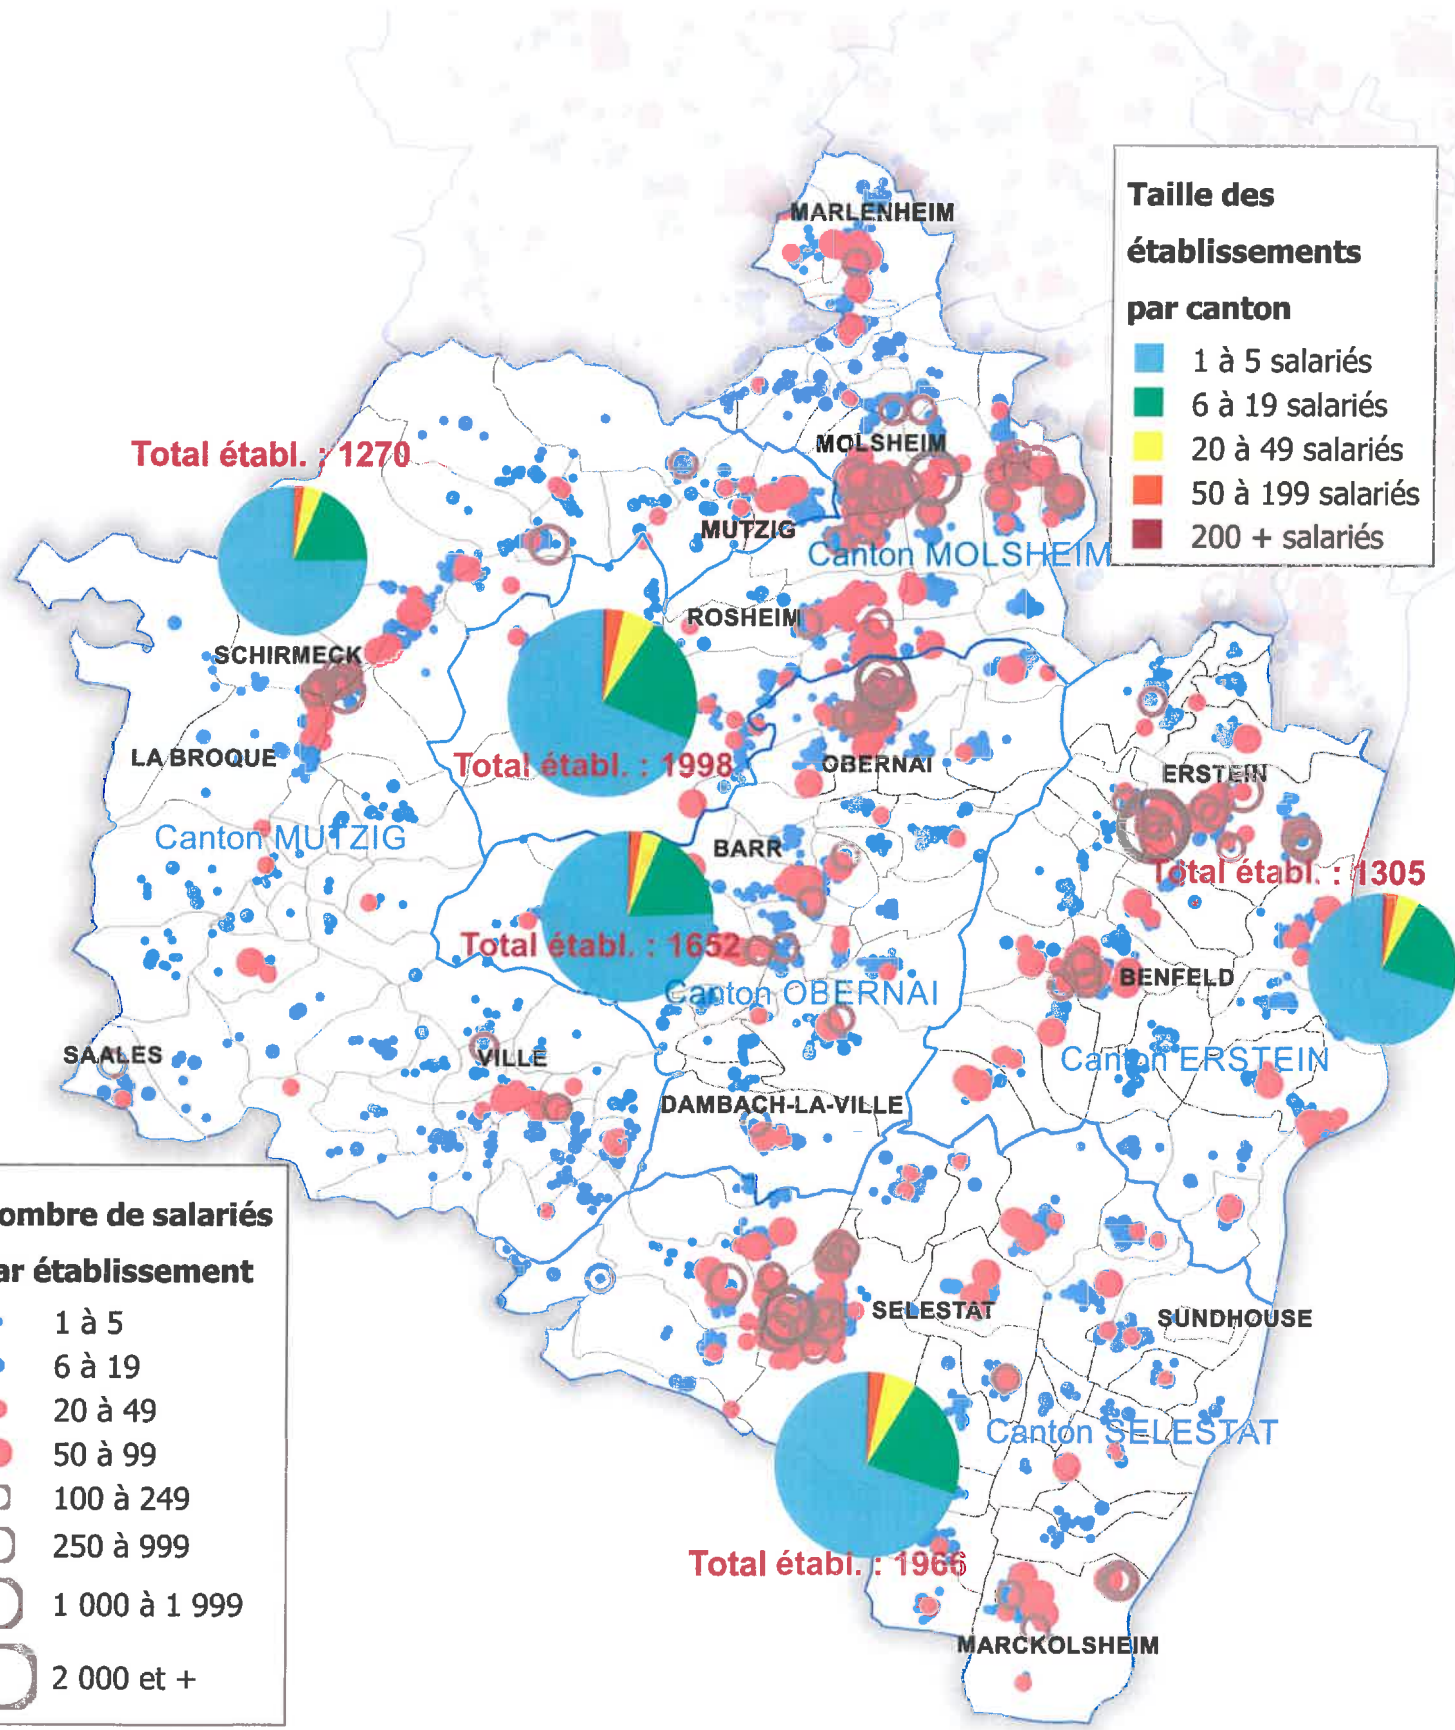 MARLENHEIM
Taille des
établissements
par canton
1 à 5 salariés
6 à 19 salariés
20 à 49 salariés
50 à 199 salariés
200 + salariés
Total établ. : 1270
MOLSHEIM
MUTZIG
Canton MOLSHEIM
ROSHEIM
SCHIRMECK
LA BROQUE
Total établ. : 1998
OBERNAI
ERSTEIN
Canton MUTZIG
BARR
Total établ. : 1305
Total établ. : 1652
BENFELD
Canton OBERNAI
SAALES
VILLE
Canton ERSTEIN
DAMBACH-LA-VILLE
ombre de salariés
ar établissement
1 à 5
6 à 19
20 à 49
50 à 99
100 à 249
250 à 999
1 000 à 1 999
2 000 et +
SELESTAT
SUNDHOUSE
Canton SELESTAT
Total établ. : 1966
MARCKOLSHEIM